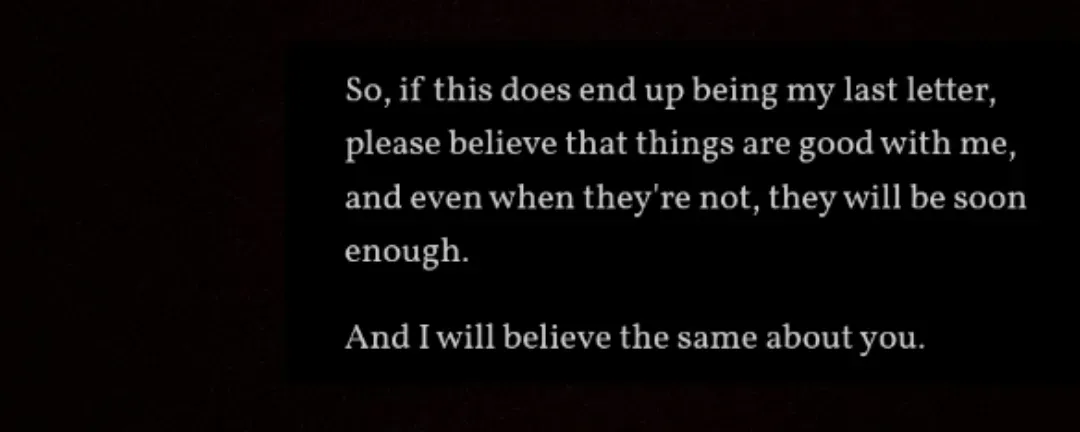 So, if this does end up being my last letter,
please believe that things are good with me,
and even when they're not, they will be soon
enough.
And I will believe the same about you.